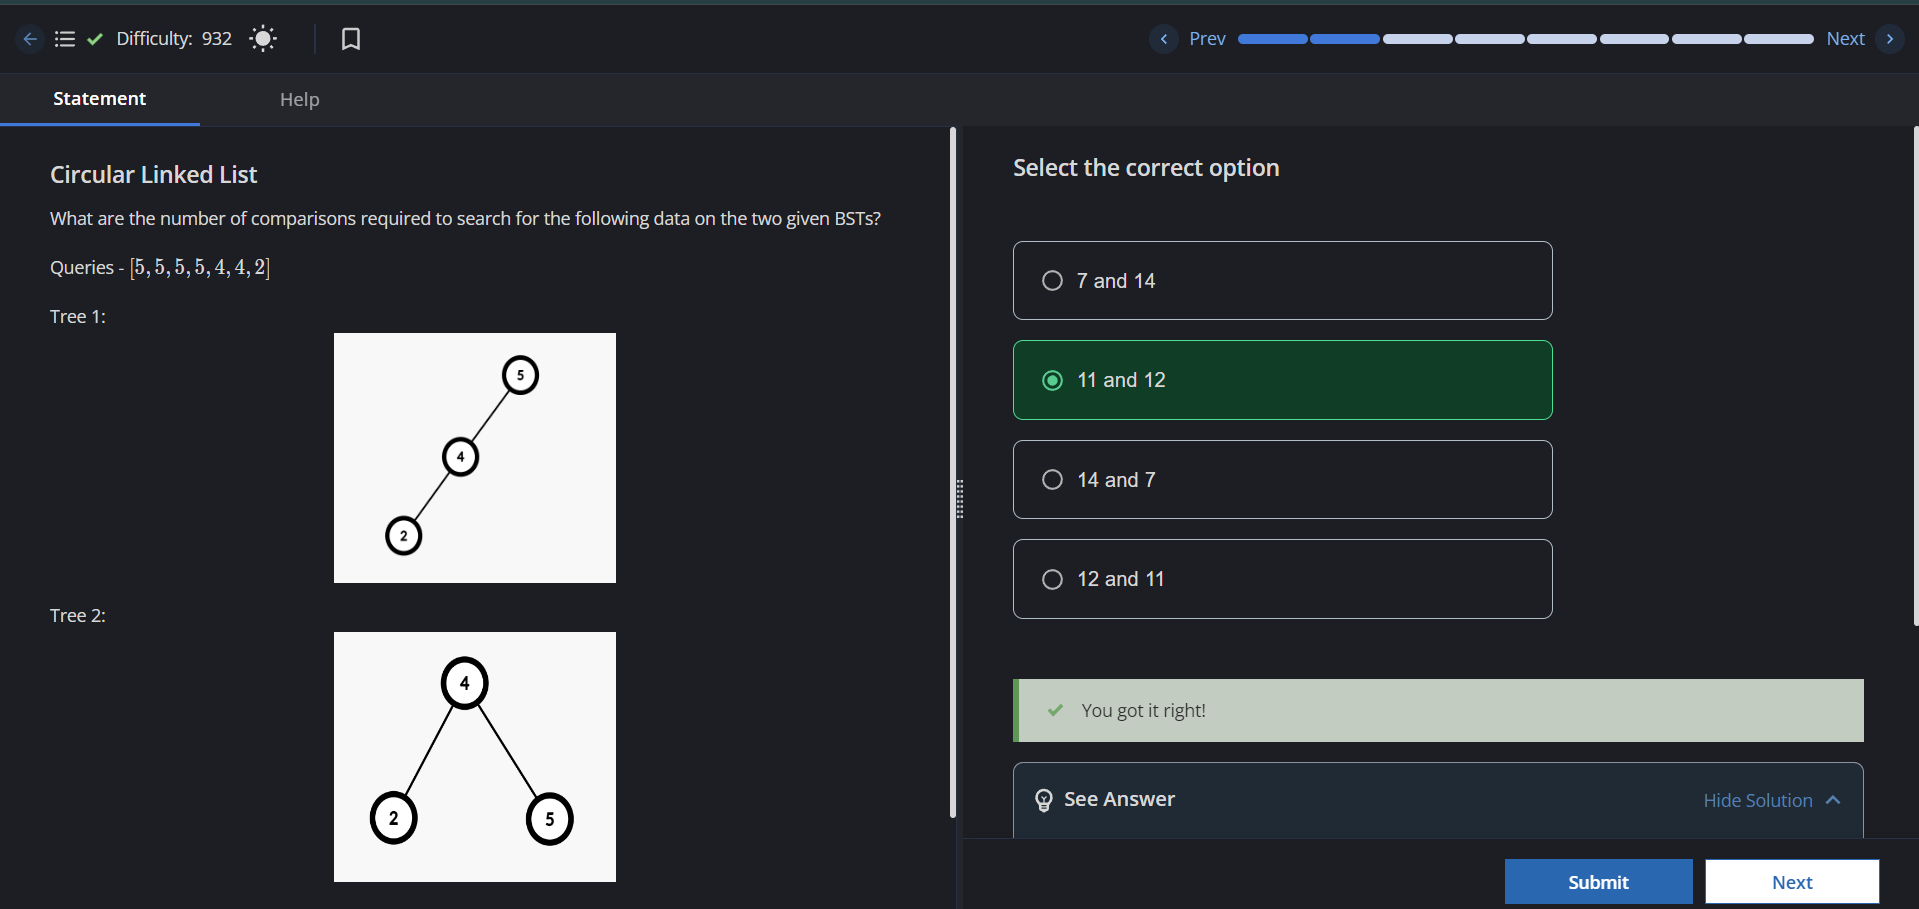 Difficulty: 932
Prev
Next
Statement
Help
Circular Linked List
What are the number of comparisons required to search for the following data on the two given BSTs?
Queries - [5, 5, 5, 5, 4, 4, 2]
Tree 1:
5
4
2
Tree 2:
4
2
5
Select the correct option
7 and 14
11 and 12
14 and 7
12 and 11
You got it right!
See Answer
Hide Solution
Submit
Next